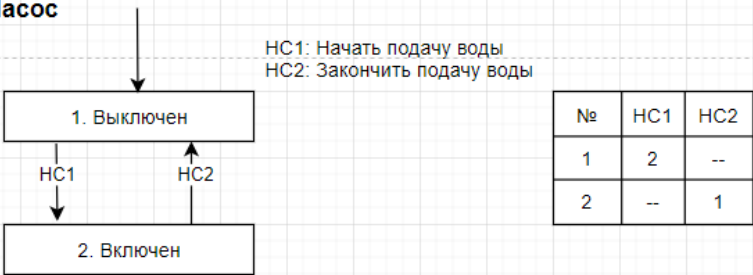 Насос
НС1: Начать подачу воды
НС2: Закончить подачу воды
1. Выключен
НС1
НС2
2. Включен
№ НС1 НС2
1 2 --
2 -- 1